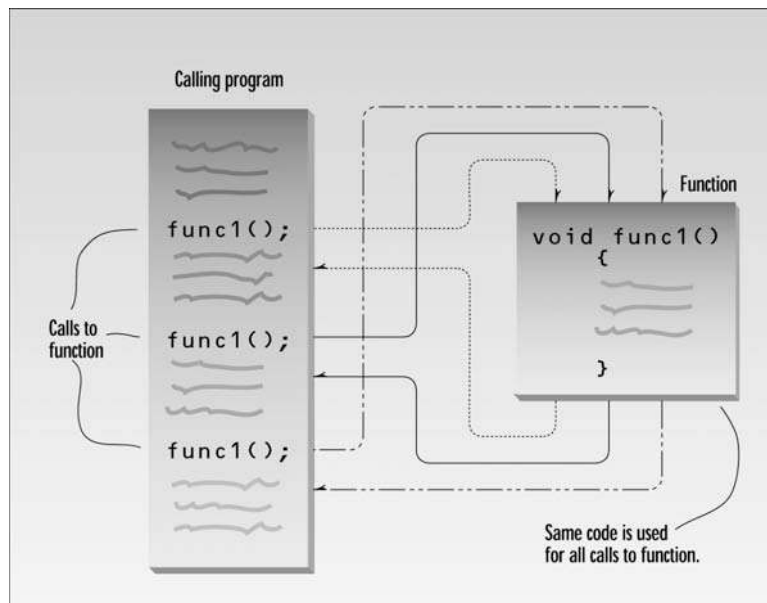 Calling program
Function
func1();
void func1()
{
Calls to
function
func1();
}
func1();
Same code is used
for all calls to function.